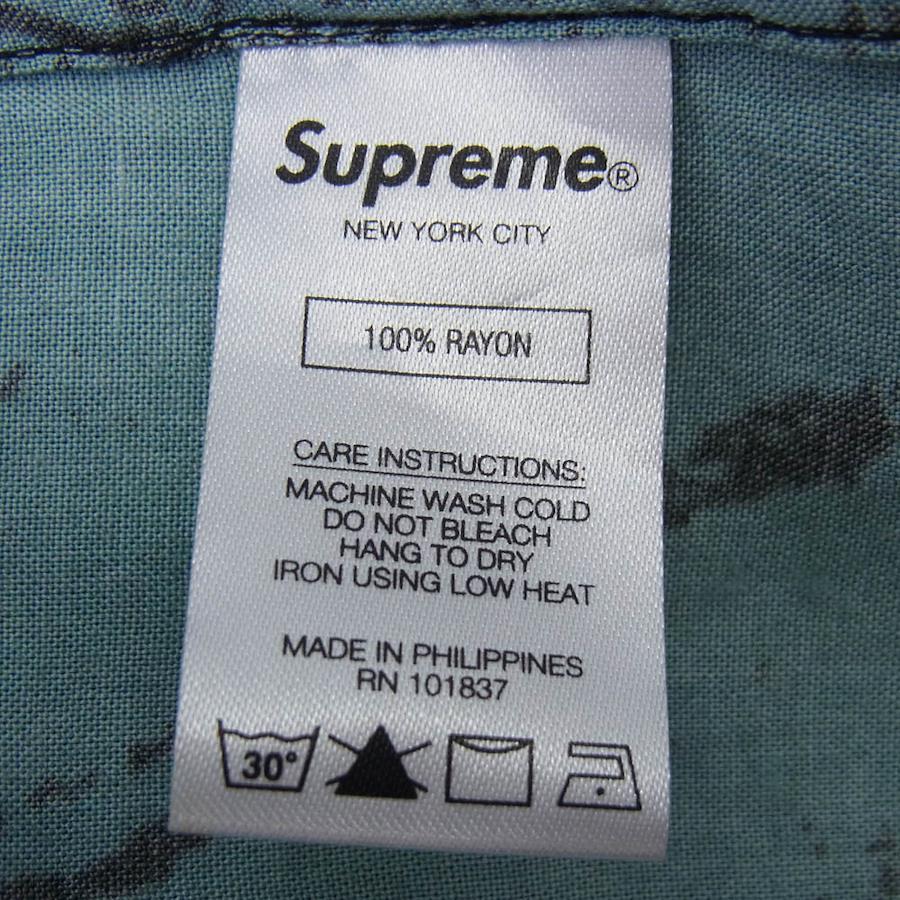 Supreme®
NEW YORK CITY
100% RAYON
CARE INSTRUCTIONS:
MACHINE WASH COLD
DO NOT BLEACH
HANG TO DRY
IRON USING LOW HEAT
MADE IN PHILIPPINES
RN 101837
30°